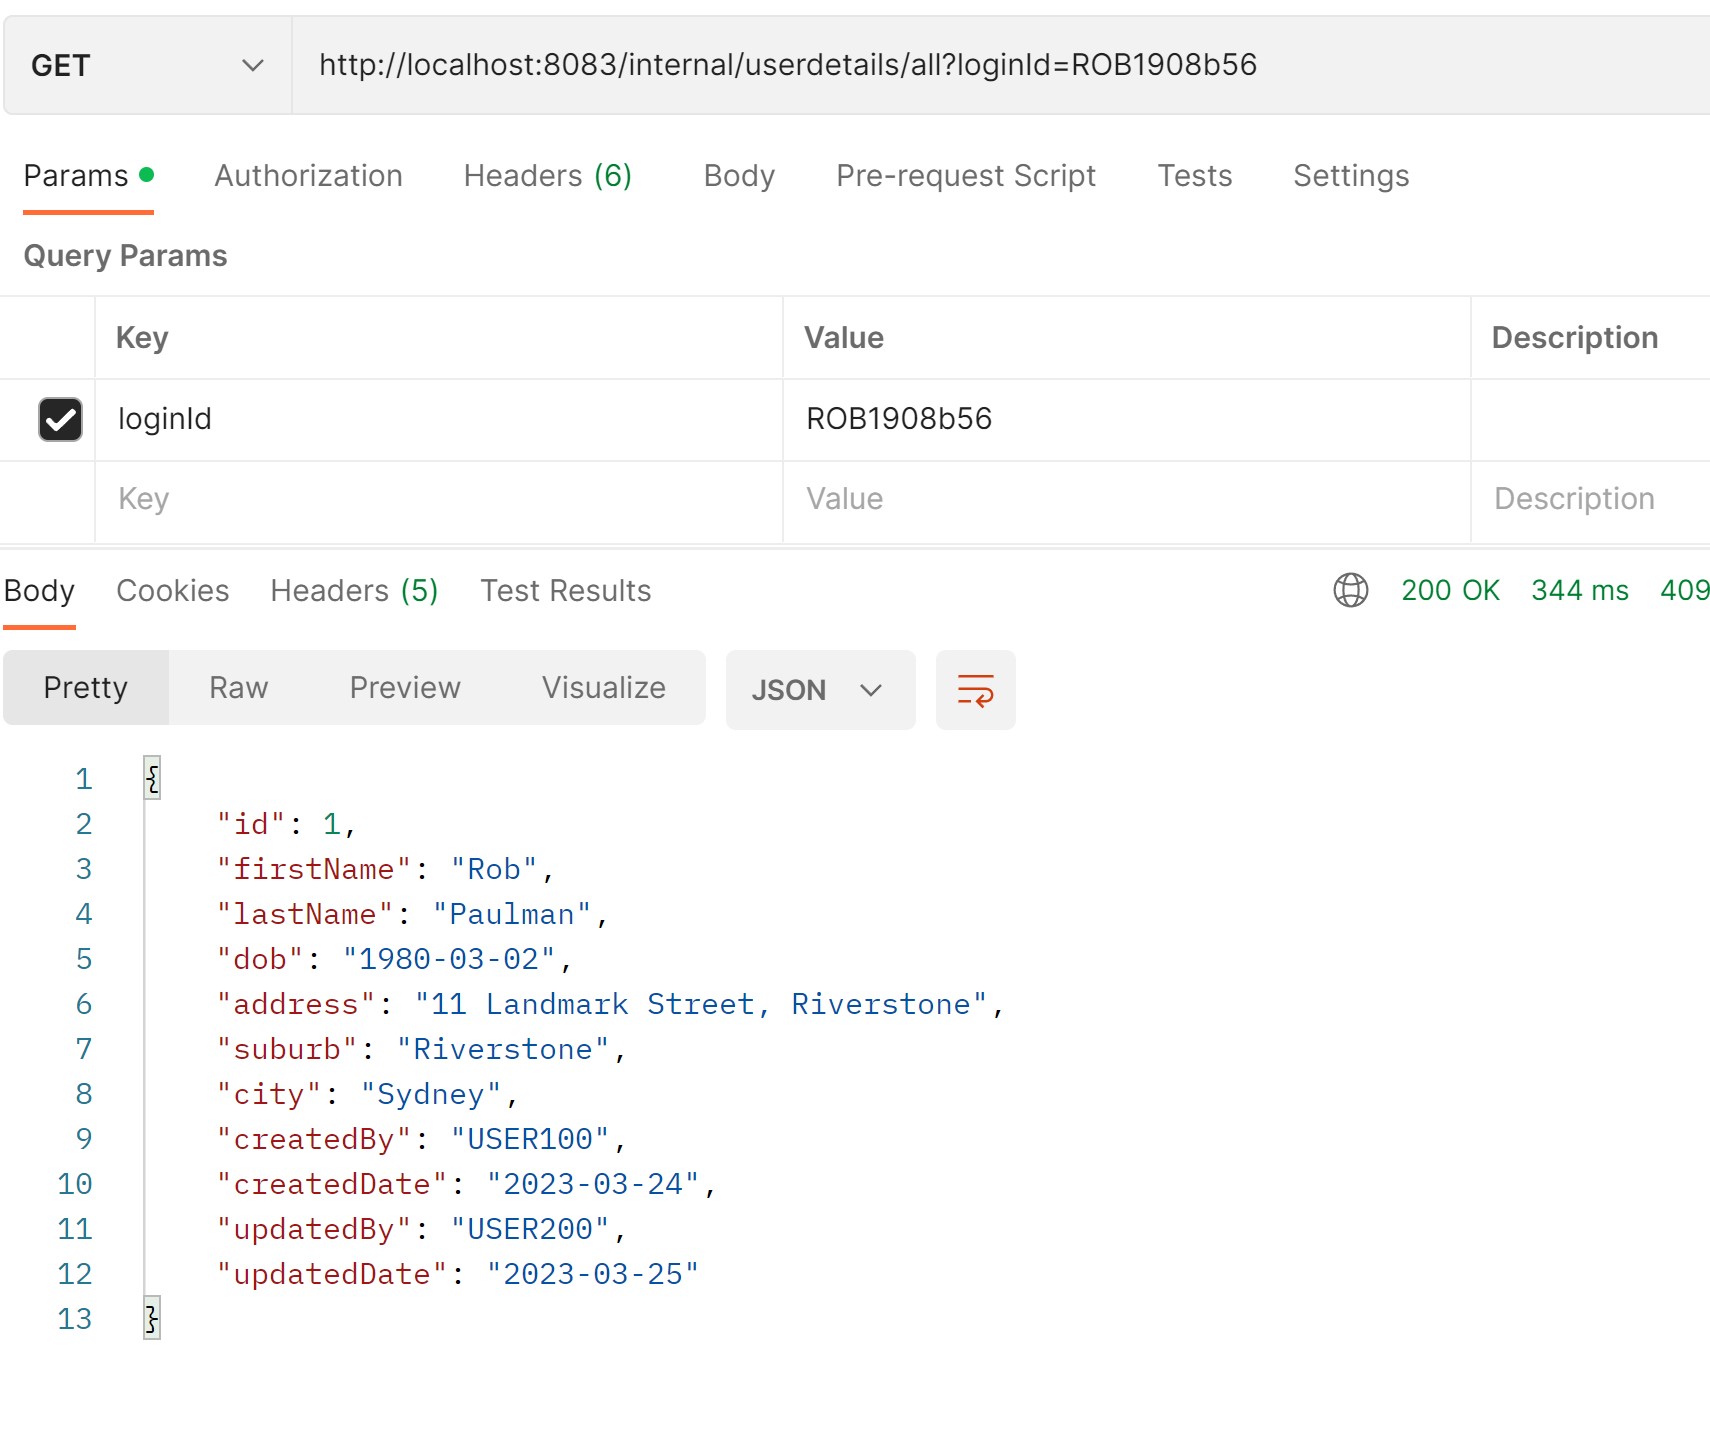 GET http://localhost:8083/internal/userdetails/all?loginId=ROB1908b56
Params Authorization Headers (6) Body Pre-request Script Tests Settings
Query Params
Key Value Description
loginId ROB1908b56
Key Value Description
Body Cookies Headers (5) Test Results 200 OK 344 ms 409
Pretty Raw Preview Visualize JSON
1 {
2 "id": 1,
3 "firstName": "Rob",
4 "lastName": "Paulman",
5 "dob": "1980-03-02",
6 "address": "11 Landmark Street, Riverstone",
7 "suburb": "Riverstone",
8 "city": "Sydney",
9 "createdBy": "USER100",
10 "createdDate": "2023-03-24",
11 "updatedBy": "USER200",
12 "updatedDate": "2023-03-25"
13 }